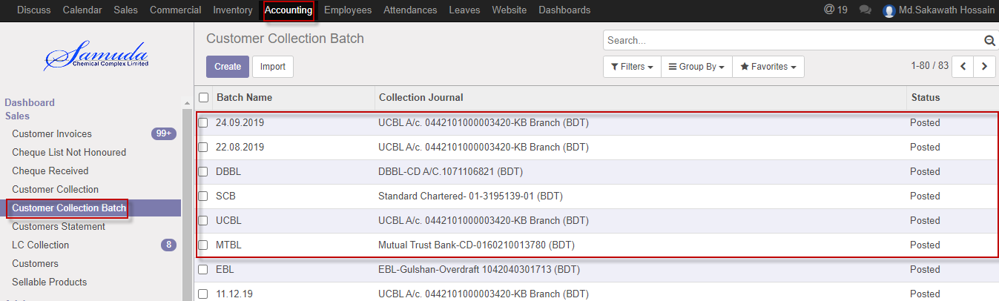 Discuss Calendar Sales Commercial Inventory Accounting Employees Attendances Leaves Website Dashboards @ 19 Md.Sakawath Hossain
Samuda
Chemical Complex Limited
Dashboard
Sales
Customer Invoices 99+
Cheque List Not Honoured
Cheque Received
Customer Collection
Customer Collection Batch
Customers Statement
LC Collection 8
Customers
Sellable Products
Customer Collection Batch
Search...
Create Import Filters Group By Favorites 1-80 / 83
Batch Name Collection Journal Status
24.09.2019 UCBL A/c. 0442101000003420-KB Branch (BDT) Posted
22.08.2019 UCBL A/c. 0442101000003420-KB Branch (BDT) Posted
DBBL DBBL-CD A/C.1071106821 (BDT) Posted
SCB Standard Chartered- 01-3195139-01 (BDT) Posted
UCBL UCBL A/c. 0442101000003420-KB Branch (BDT) Posted
MTBL Mutual Trust Bank-CD-0160210013780 (BDT) Posted
EBL EBL-Gulshan-Overdraft 1042040301713 (BDT) Posted
11.12.19 UCBL A/c. 0442101000003420-KB Branch (BDT) Posted